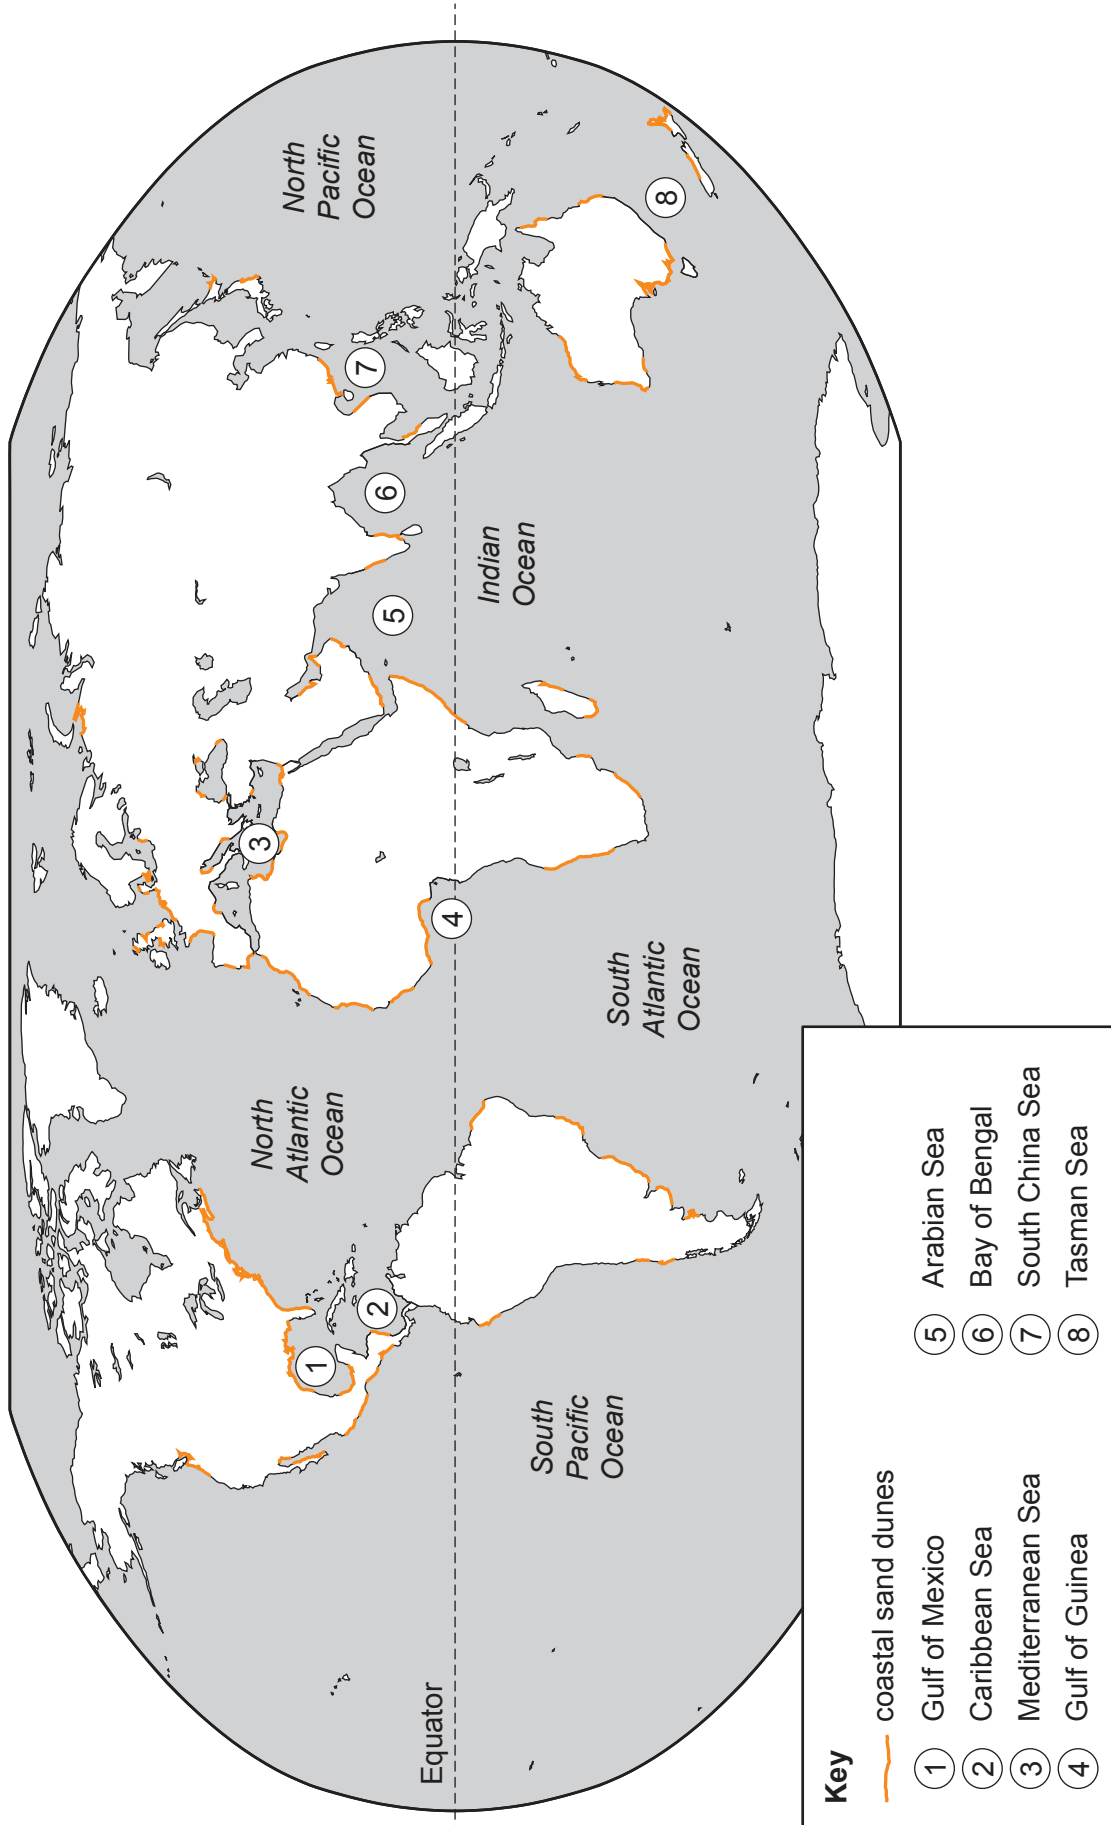 North
Pacific
Ocean
North
Atlantic
Ocean
Equator
Indian
Ocean
South
Pacific
Ocean
South
Atlantic
Ocean
1
2
3
4
5
6
7
8
Key
coastal sand dunes
1 Gulf of Mexico
2 Caribbean Sea
3 Mediterranean Sea
4 Gulf of Guinea
5 Arabian Sea
6 Bay of Bengal
7 South China Sea
8 Tasman Sea